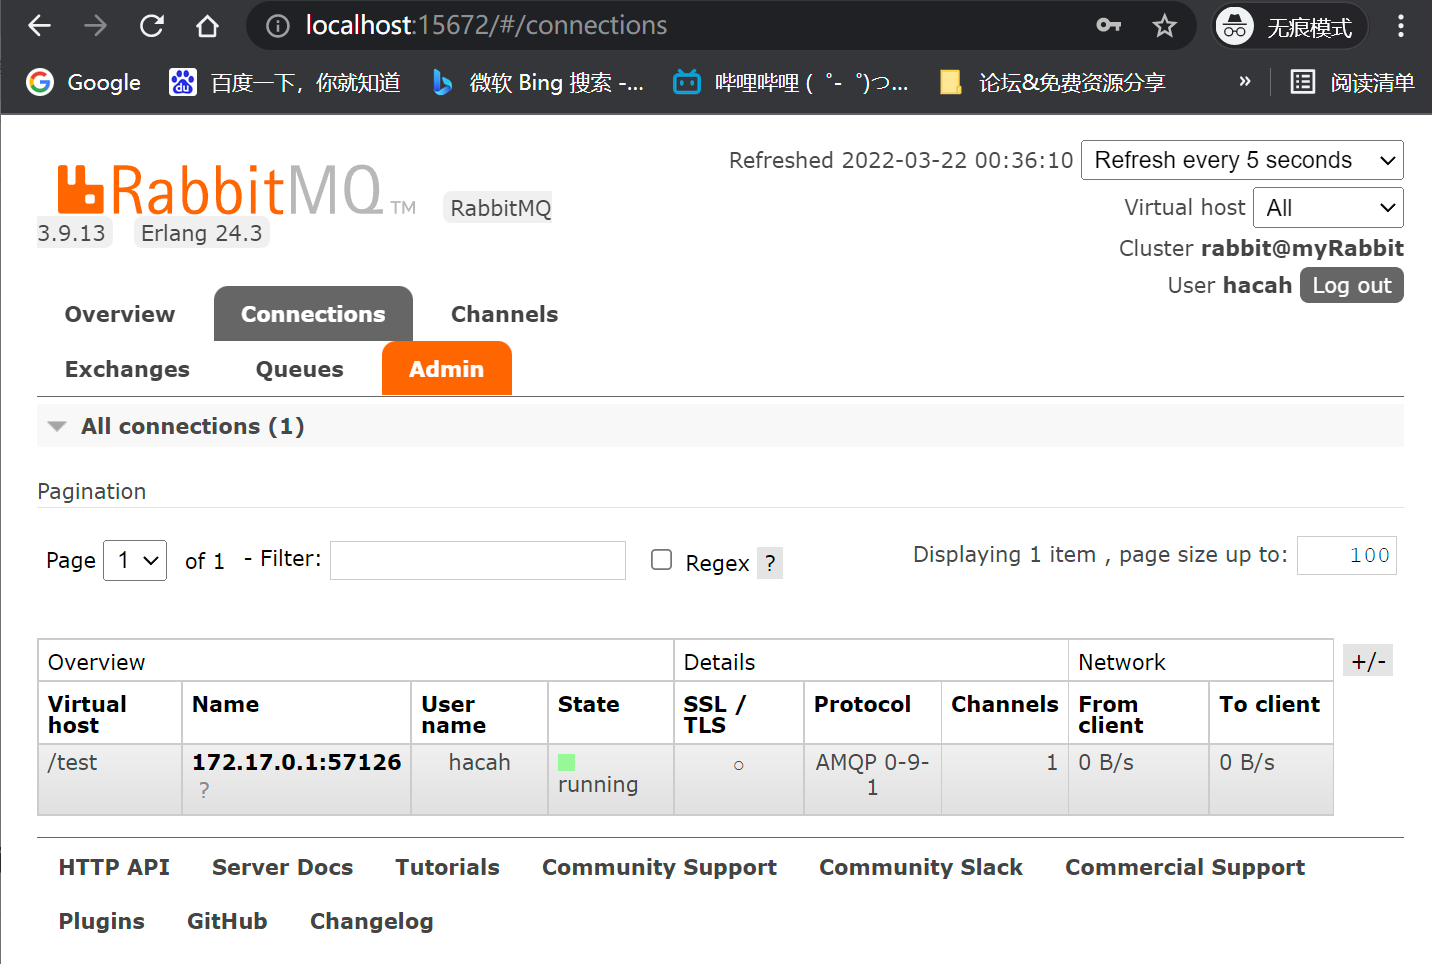 localhost:15672/#/connections
无痕模式
Google
百度一下，你就知道
微软 Bing 搜索 -...
哔哩哔哩 ( ゜- ゜)つ...
论坛&免费资源分享
»
阅读清单
Refreshed 2022-03-22 00:36:10
Refresh every 5 seconds
RabbitMQ TM
RabbitMQ
3.9.13
Erlang 24.3
Virtual host
All
Cluster rabbit@myRabbit
User hacah
Log out
Overview
Connections
Channels
Exchanges
Queues
Admin
All connections (1)
Pagination
Page 1 of 1 - Filter:
Regex ?
Displaying 1 item , page size up to: 100
Overview
Details
Network
+/-
Virtual host
Name
User name
State
SSL / TLS
Protocol
Channels
From client
To client
/test
172.17.0.1:57126
?
hacah
running
○
AMQP 0-9-1
1
0 B/s
0 B/s
HTTP API
Server Docs
Tutorials
Community Support
Community Slack
Commercial Support
Plugins
GitHub
Changelog